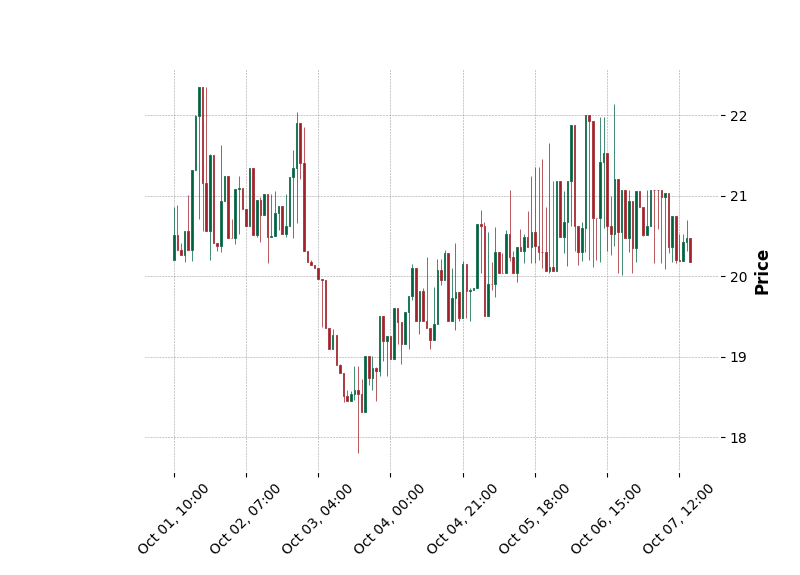 22
21
20
19
18
Price
Oct 01, 10:00
Oct 02, 07:00
Oct 03, 04:00
Oct 04, 00:00
Oct 04, 21:00
Oct 05, 18:00
Oct 06, 15:00
Oct 07, 12:00